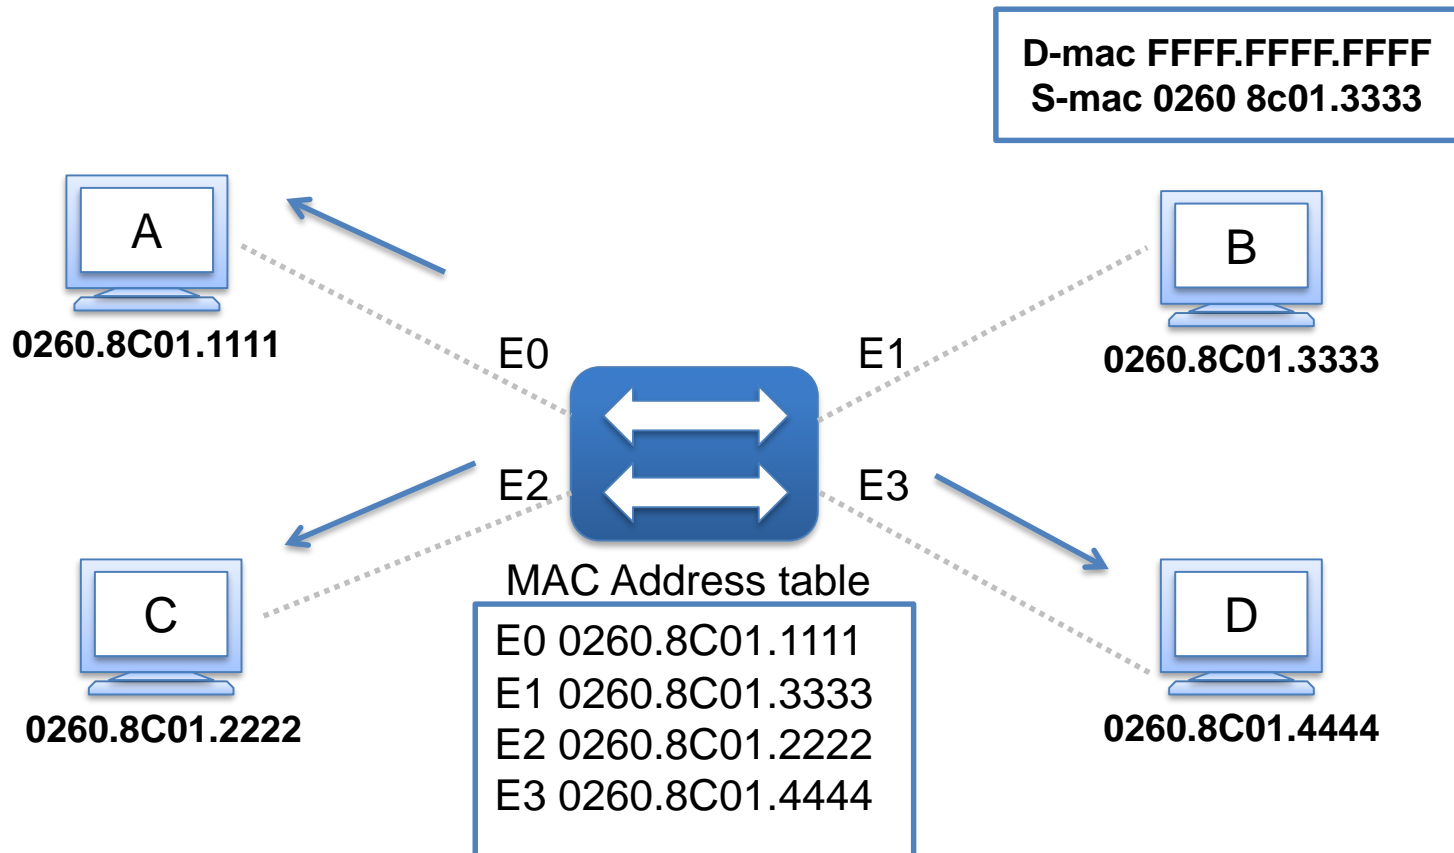 D-mac FFFF.FFFF.FFFF
S-mac 0260 8c01.3333
A
B
0260.8C01.1111
E0
E1
0260.8C01.3333
E2
E3
C
MAC Address table
D
E0 0260.8C01.1111
E1 0260.8C01.3333
E2 0260.8C01.2222
E3 0260.8C01.4444
0260.8C01.2222
0260.8C01.4444